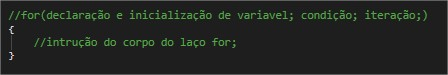 //for(declaração e inicialização de variavel; condição; iteração;)
{
//intrução do corpo do laço for;
}